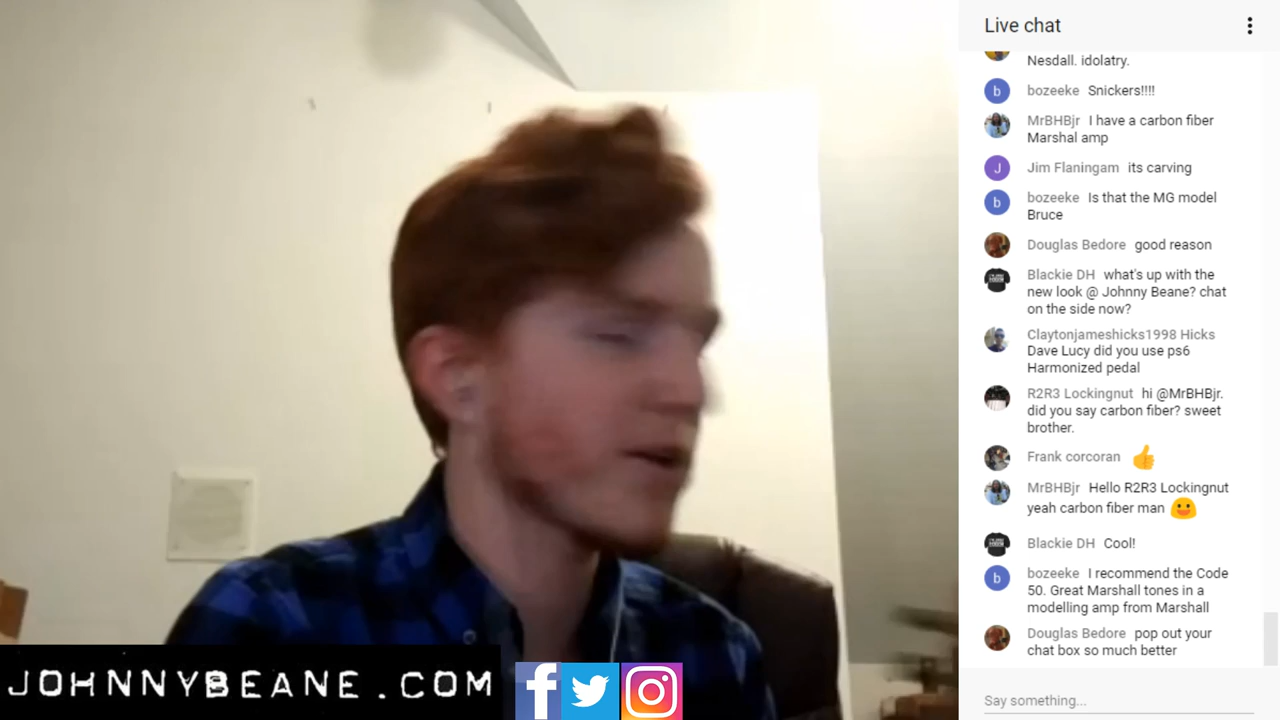 Live chat
Nesdall. idolatry.
bozeeke Snickers!!!!
MrBHBjr I have a carbon fiber
Marshal amp
J
Jim Flaningam its carving
b
bozeeke Is that the MG model
Bruce
Douglas Bedore good reason
Blackie DH what's up with the
new look @ Johnny Beane? chat
on the side now?
Claytonjameshicks1998 Hicks
Dave Lucy did you use ps6
Harmonized pedal
R2R3 Lockingnut hi @MrBHBjr.
did you say carbon fiber? sweet
brother.
Frank corcoran 👍
MrBHBjr Hello R2R3 Lockingnut
yeah carbon fiber man 😀
Blackie DH Cool!
b
bozeeke I recommend the Code
50. Great Marshall tones in a
modelling amp from Marshall
Douglas Bedore pop out your
chat box so much better
Say something...
JOHNNYBEANE.COM